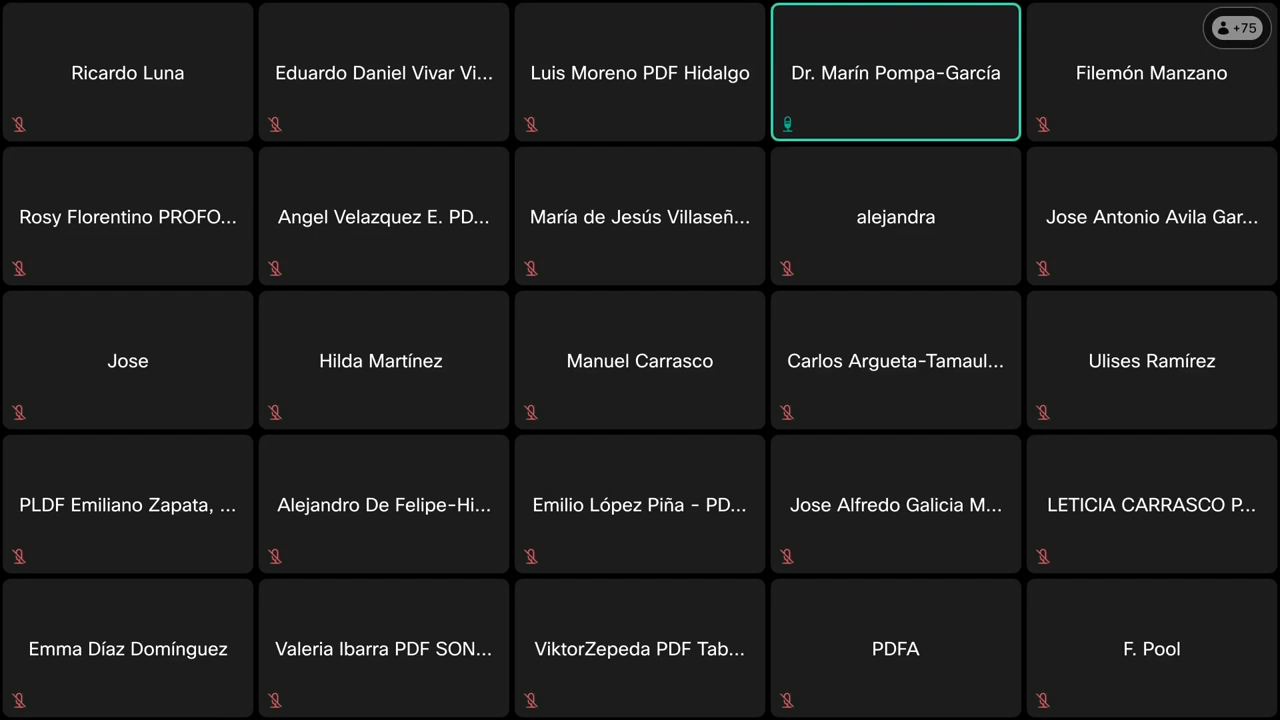 Ricardo Luna
Eduardo Daniel Vivar Vi...
Luis Moreno PDF Hidalgo
Dr. Marín Pompa-García
Filemón Manzano
+75
Rosy Florentino PROFO...
Angel Velazquez E. PD...
María de Jesús Villaseñ...
alejandra
Jose Antonio Avila Gar...
Jose
Hilda Martínez
Manuel Carrasco
Carlos Argueta-Tamaul...
Ulises Ramírez
PLDF Emiliano Zapata, ...
Alejandro De Felipe-Hi...
Emilio López Piña - PD...
Jose Alfredo Galicia M...
LETICIA CARRASCO P...
Emma Díaz Domínguez
Valeria Ibarra PDF SON...
ViktorZepeda PDF Tab...
PDFA
F. Pool